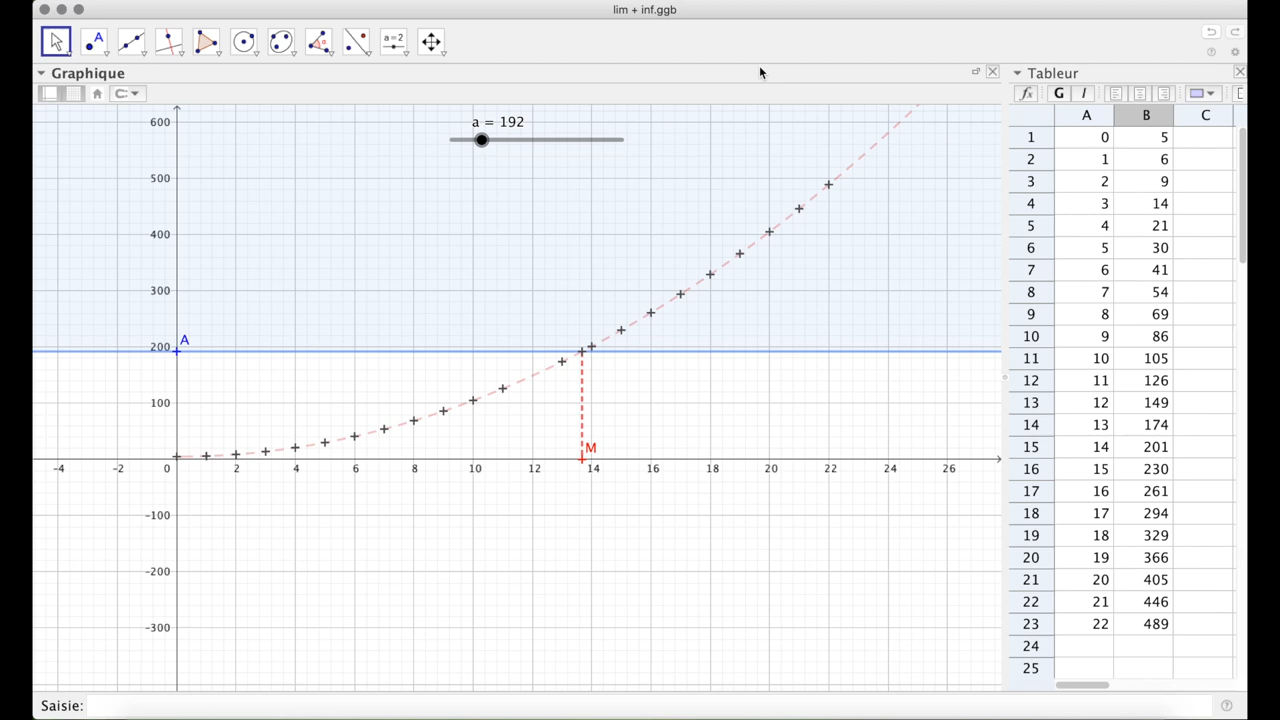 lim + inf.ggb
A
a=2
Graphique
Tableur
G I
a = 192
600
500
400
300
200
100
-100
-200
-300
A
M
-4 -2 0 2 4 6 8 10 12 14 16 18 20 22 24 26
A B C
1 0 5
2 1 6
3 2 9
4 3 14
5 4 21
6 5 30
7 6 41
8 7 54
9 8 69
10 9 86
11 10 105
12 11 126
13 12 149
14 13 174
15 14 201
16 15 230
17 16 261
18 17 294
19 18 329
20 19 366
21 20 405
22 21 446
23 22 489
24
25
Saisie: